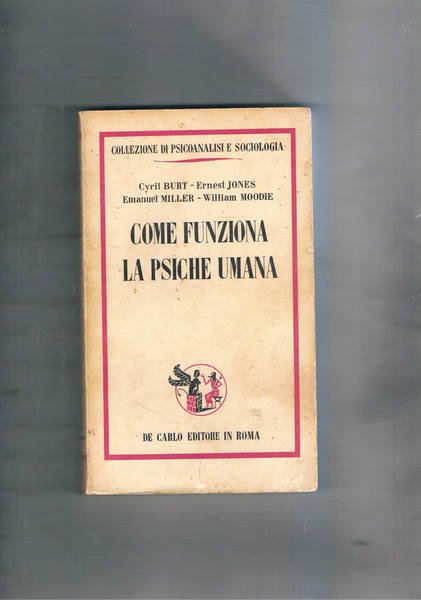 COLLEZIONE DI PSICOANALISI E SOCIOLOGIA
Cyril BURT - Ernest JONES
Emanuel MILLER - William MOODIE
COME FUNZIONA
LA PSICHE UMANA
DE CARLO EDITORE IN ROMA